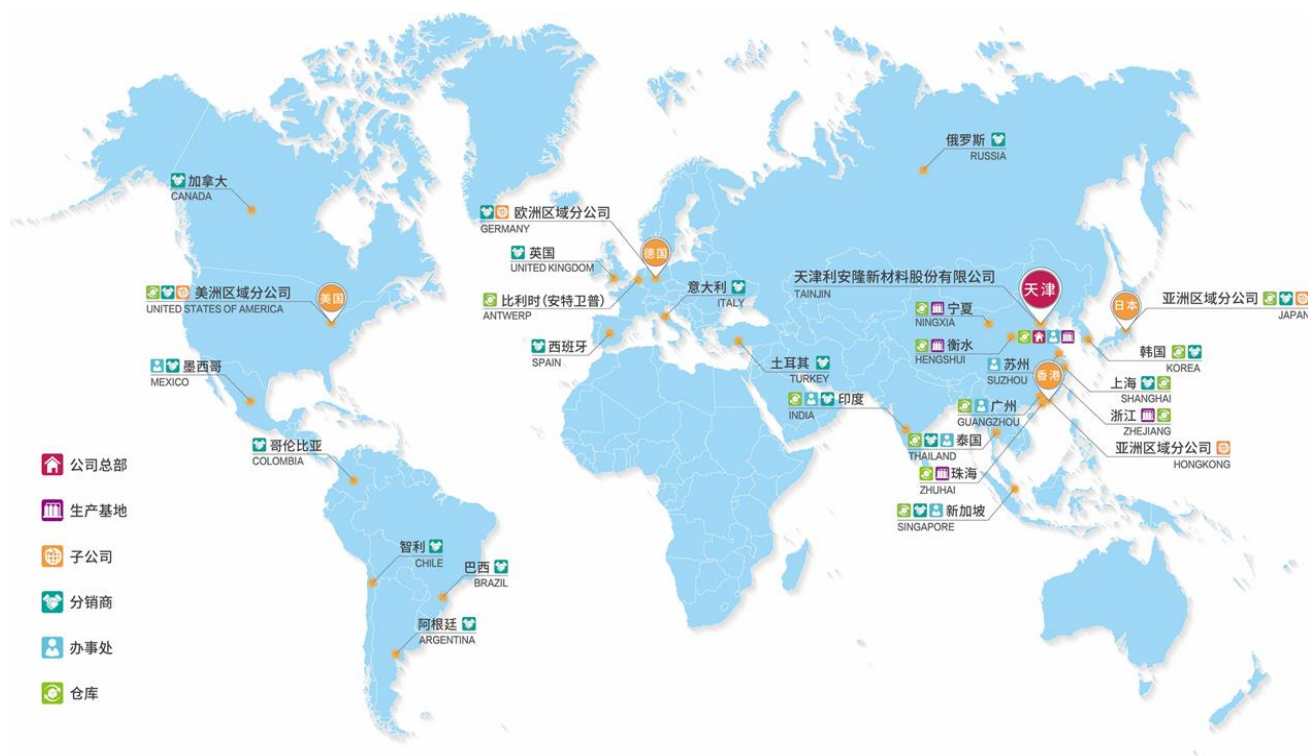 俄罗斯
RUSSIA
加拿大
CANADA
欧洲区域分公司
GERMANY
德国
英国
UNITED KINGDOM
美洲区域分公司
UNITED STATES OF AMERICA
美国
比利时(安特卫普)
ANTWERP
意大利
ITALY
天津利安隆新材料股份有限公司
TAINJIN
天津
日本
亚洲区域分公司
JAPAN
宁夏
NINGXIA
衡水
HENGSHUI
西班牙
SPAIN
土耳其
TURKEY
韩国
KOREA
墨西哥
MEXICO
苏州
SUZHOU
香港
上海
SHANGHAI
印度
INDIA
广州
GUANGZHOU
浙江
ZHEJIANG
哥伦比亚
COLOMBIA
泰国
THAILAND
亚洲区域分公司
HONGKONG
珠海
ZHUHAI
新加坡
SINGAPORE
智利
CHILE
巴西
BRAZIL
阿根廷
ARGENTINA
公司总部
生产基地
子公司
分销商
办事处
仓库